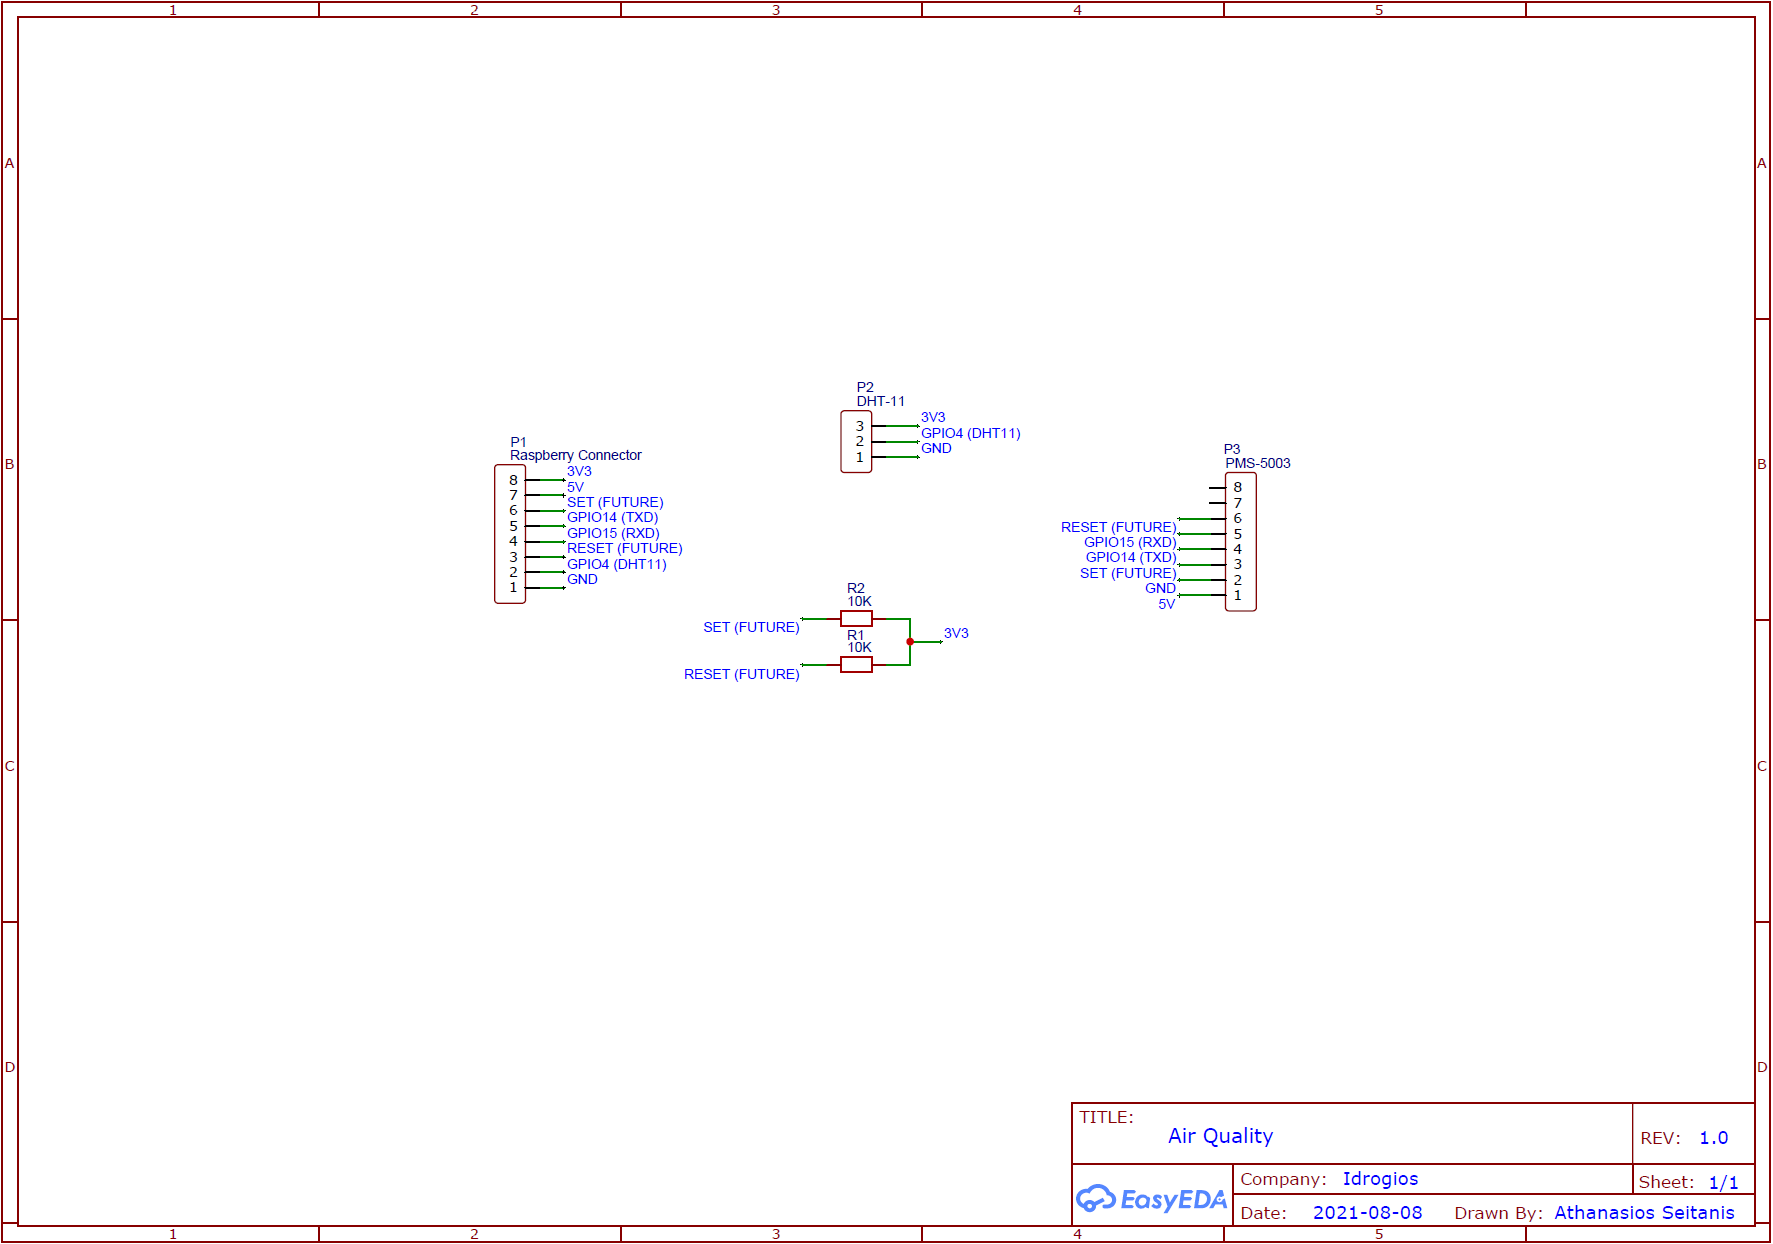 1 2 3 4 5
A A
P2
DHT-11
3 3V3
2 GPIO4 (DHT11)
1 GND
P1
Raspberry Connector
8 3V3
7 5V
6 SET (FUTURE)
5 GPIO14 (TXD)
4 GPIO15 (RXD)
3 RESET (FUTURE)
2 GPIO4 (DHT11)
1 GND
B B
P3
PMS-5003
8
7
RESET (FUTURE) 6
GPIO15 (RXD) 5
GPIO14 (TXD) 4
SET (FUTURE) 3
GND 2
5V 1
R2
10K
SET (FUTURE)
R1
10K
3V3
RESET (FUTURE)
C C
D D
TITLE:
Air Quality
REV: 1.0
EasyEDA
Company: Idrogios
Sheet: 1/1
Date: 2021-08-08 Drawn By: Athanasios Seitanis
1 2 3 4 5